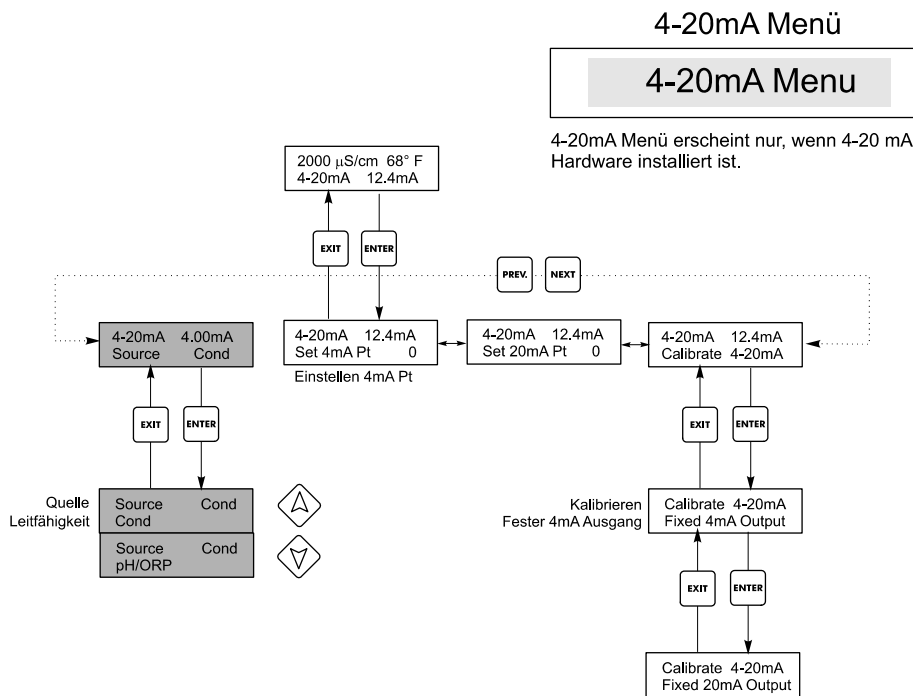 4-20mA Menü
4-20mA Menu
4-20mA Menü erscheint nur, wenn 4-20 mA
Hardware installiert ist.
2000 µS/cm 68° F
4-20mA 12.4mA
EXIT
ENTER
PREV.
NEXT
4-20mA 4.00mA
Source Cond
4-20mA 12.4mA
Set 4mA Pt 0
Einstellen 4mA Pt
4-20mA 12.4mA
Set 20mA Pt 0
4-20mA 12.4mA
Calibrate 4-20mA
EXIT
ENTER
EXIT
ENTER
Quelle
Leitfähigkeit
Source Cond
Cond
Source Cond
pH/ORP
Kalibrieren
Fester 4mA Ausgang
Calibrate 4-20mA
Fixed 4mA Output
EXIT
ENTER
Calibrate 4-20mA
Fixed 20mA Output